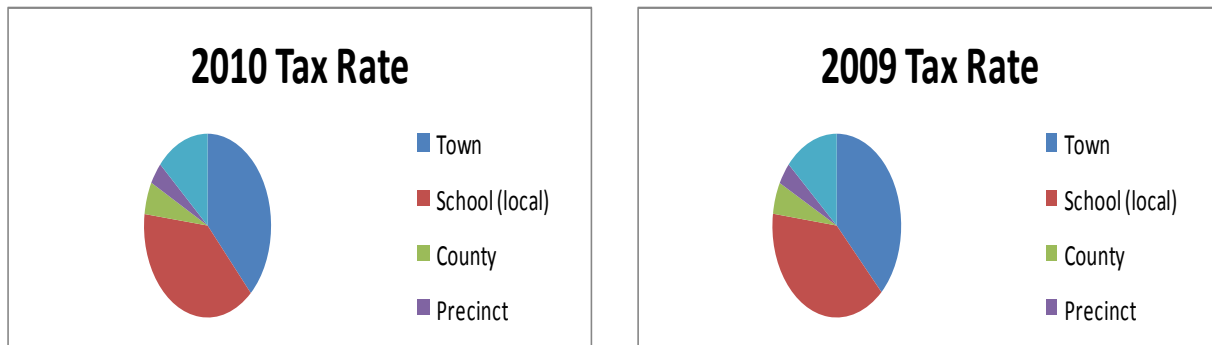 2010 Tax Rate
Town
School (local)
County
Precinct
2009 Tax Rate
Town
School (local)
County
Precinct